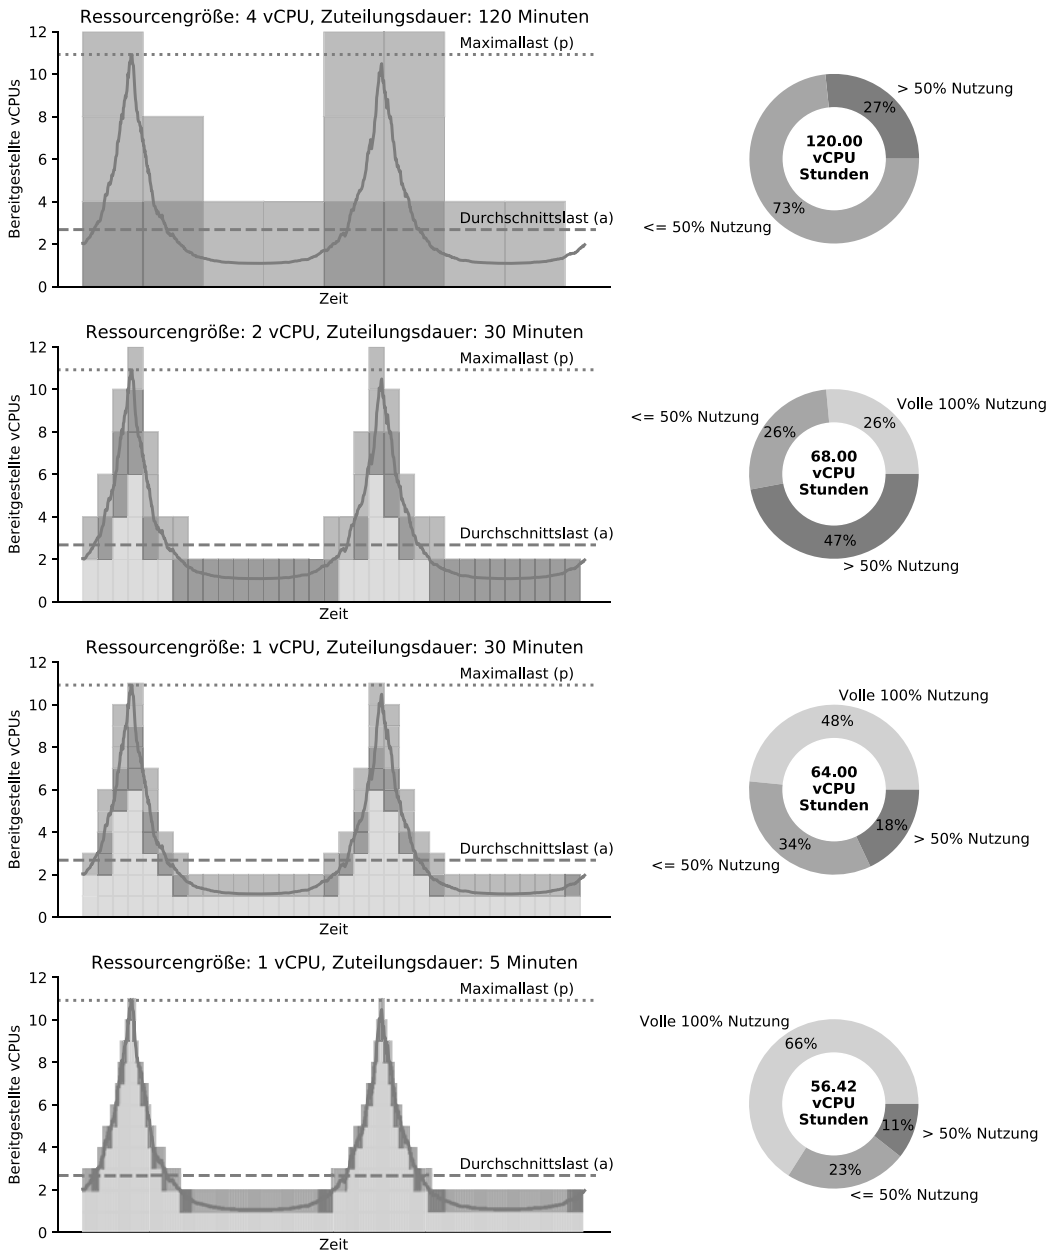 Ressourcengröße: 4 vCPU, Zuteilungsdauer: 120 Minuten
Bereitgestellte vCPUs
12
10
8
6
4
2
0
Maximallast (p)
Durchschnittslast (a)
Zeit
> 50% Nutzung
27%
120.00
vCPU
Stunden
73%
<= 50% Nutzung
Ressourcengröße: 2 vCPU, Zuteilungsdauer: 30 Minuten
Bereitgestellte vCPUs
12
10
8
6
4
2
0
Maximallast (p)
Durchschnittslast (a)
Zeit
Volle 100% Nutzung
<= 50% Nutzung
26%
26%
68.00
vCPU
Stunden
47%
> 50% Nutzung
Ressourcengröße: 1 vCPU, Zuteilungsdauer: 30 Minuten
Bereitgestellte vCPUs
12
10
8
6
4
2
0
Maximallast (p)
Durchschnittslast (a)
Zeit
Volle 100% Nutzung
48%
64.00
vCPU
Stunden
18%
> 50% Nutzung
34%
<= 50% Nutzung
Ressourcengröße: 1 vCPU, Zuteilungsdauer: 5 Minuten
Bereitgestellte vCPUs
12
10
8
6
4
2
0
Maximallast (p)
Durchschnittslast (a)
Zeit
Volle 100% Nutzung
66%
56.42
vCPU
Stunden
11%
> 50% Nutzung
23%
<= 50% Nutzung